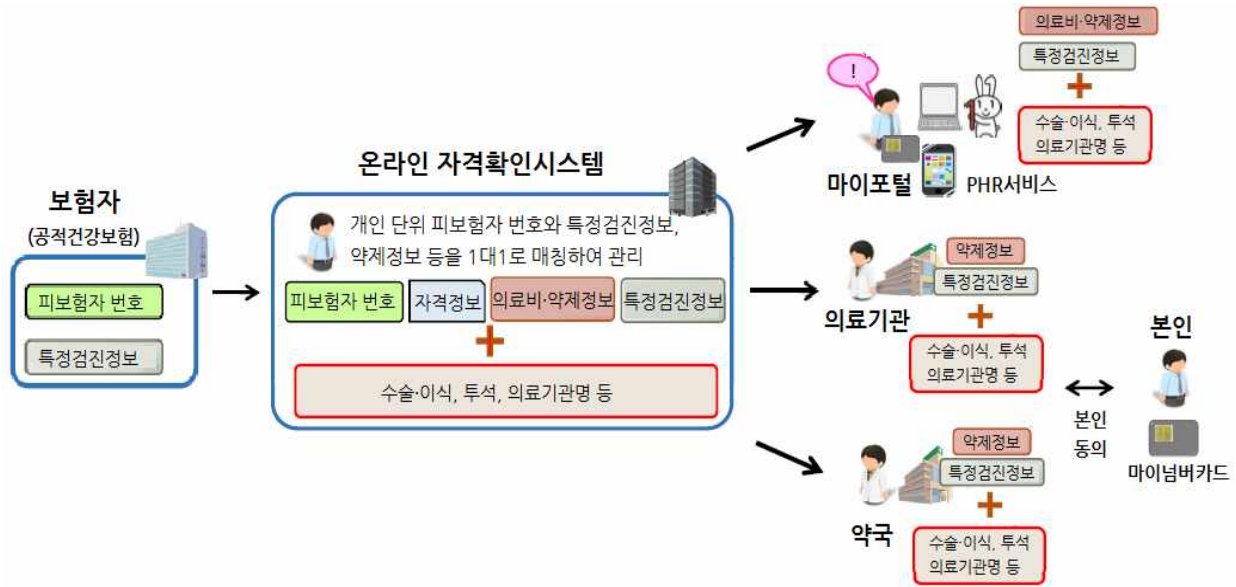 보험자
(공적건강보험)
피보험자 번호
특정검진정보
온라인 자격확인시스템
개인 단위 피보험자 번호와 특정검진정보,
약제정보 등을 1대1로 매칭하여 관리
피보험자 번호
자격정보
의료비·약제정보
특정검진정보
수술·이식, 투석, 의료기관명 등
!
마이포털
PHR서비스
의료비·약제정보
특정검진정보
수술·이식, 투석
의료기관명 등
의료기관
약제정보
특정검진정보
수술·이식, 투석
의료기관명 등
약국
약제정보
특정검진정보
수술·이식, 투석
의료기관명 등
본인
동의
본인
마이넘버카드